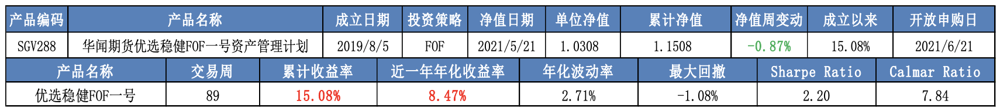 产品编码 产品名称 成立日期 投资策略 净值日期 单位净值 累计净值 净值周变动 成立以来 开放申购日
SGV288 华闻期货优选稳健FOF一号资产管理计划 2019/8/5 FOF 2021/5/21 1.0308 1.1508 -0.87% 15.08% 2021/6/21
产品名称 交易周 累计收益率 近一年年化收益率 年化波动率 最大回撤 Sharpe Ratio Calmar Ratio
优选稳健FOF一号 89 15.08% 8.47% 2.71% -1.08% 2.20 7.84